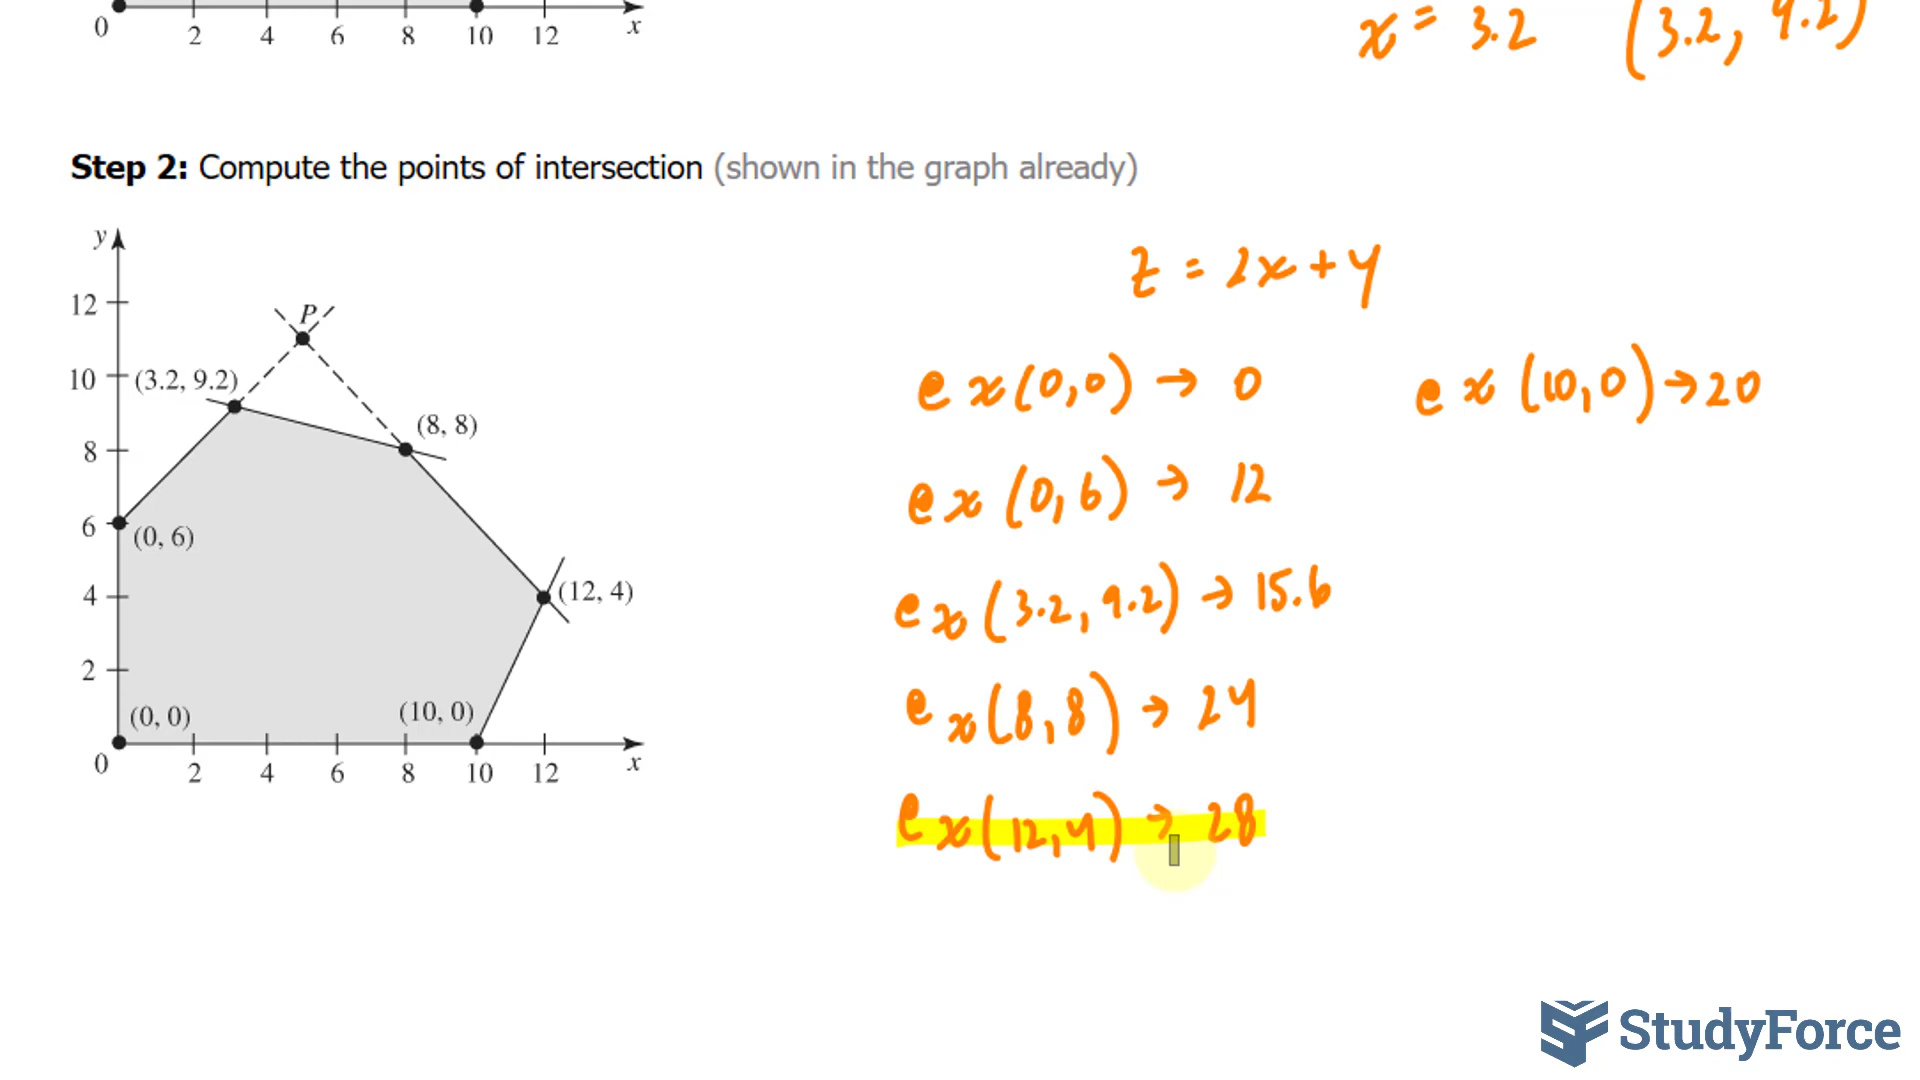 0 2 4 6 8 10 12 x
x = 3.2 (3.2, 9.2)
Step 2: Compute the points of intersection (shown in the graph already)
y
z = 2x + y
12
P
10
(3.2, 9.2)
e x (0,0) → 0
e x (10,0) → 20
(8, 8)
8
e x (0,6) → 12
6
(0, 6)
4
(12, 4)
e x (3.2, 9.2) → 15.6
2
(0, 0)
(10, 0)
e x (8,8) → 24
0 2 4 6 8 10 12 x
e x (12,4) → 28
StudyForce